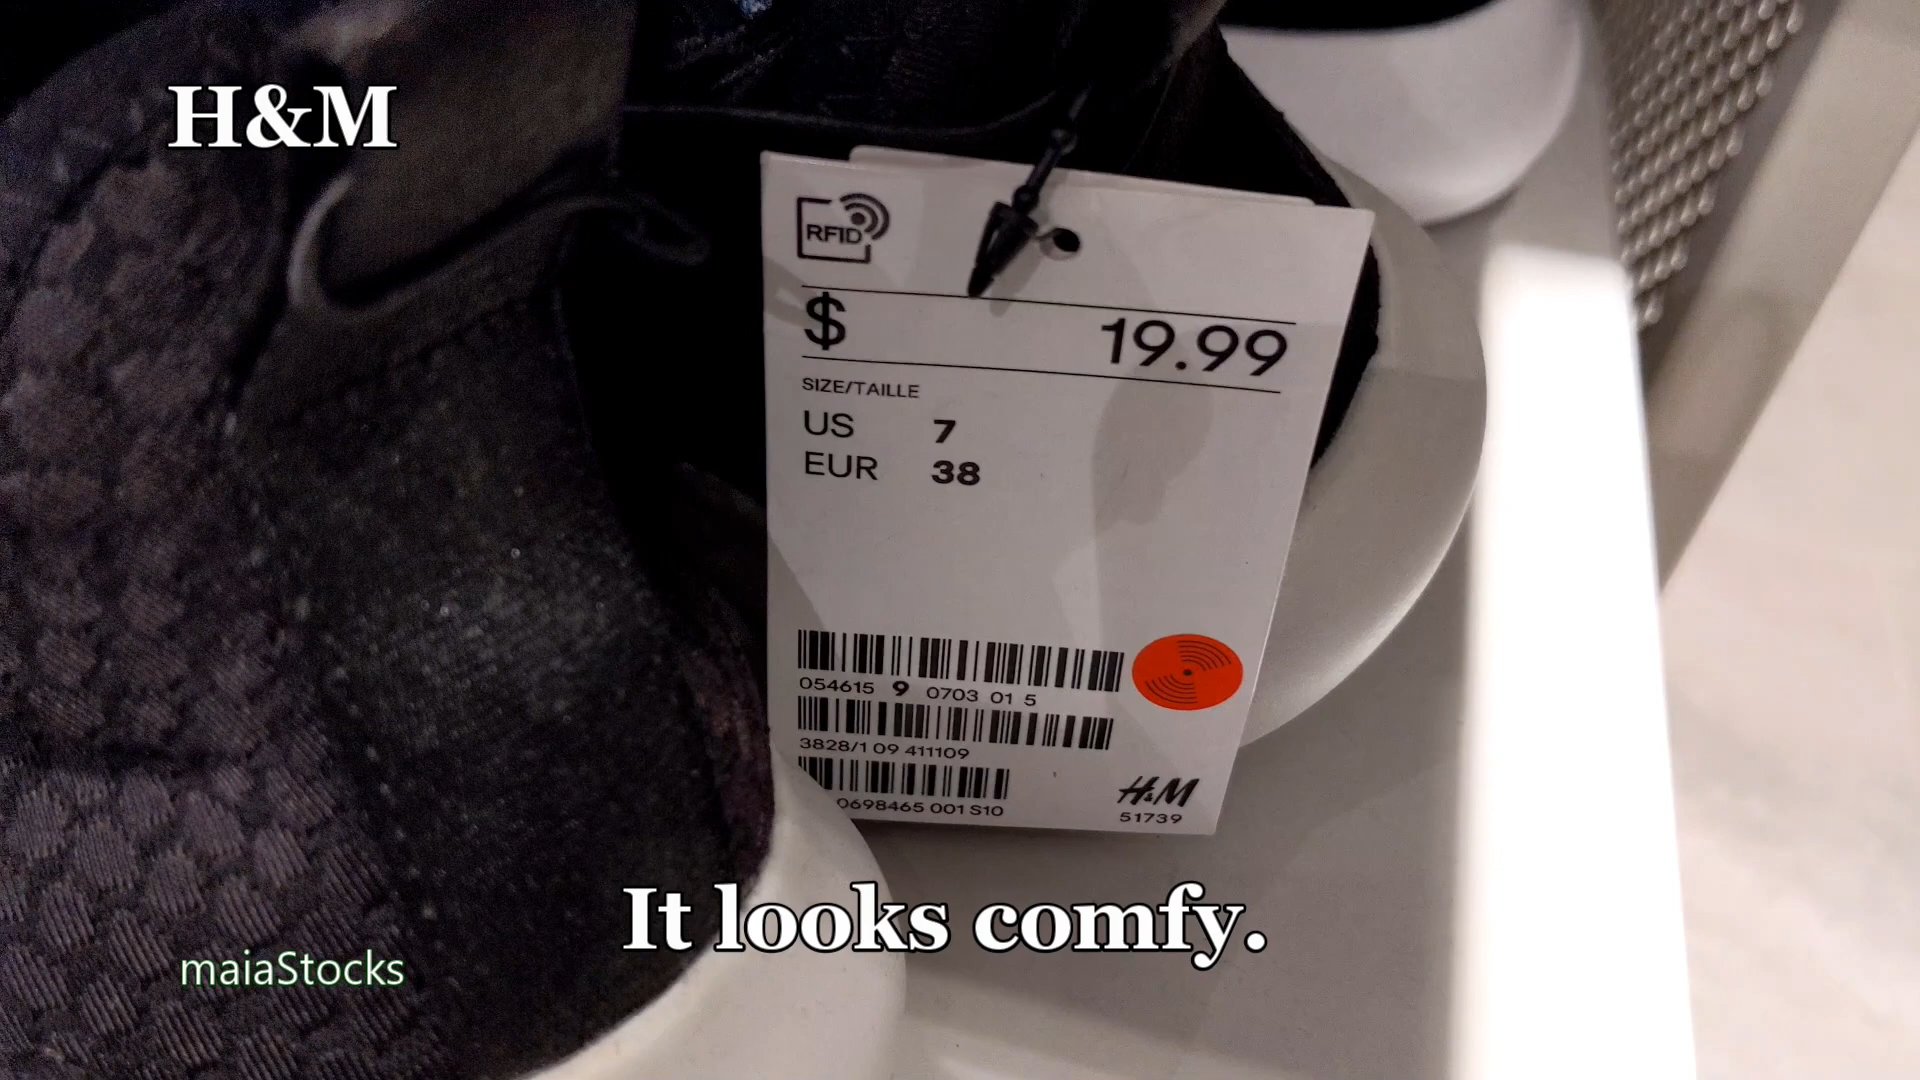 H&M
RFID
$ 19.99
SIZE/TAILLE
US 7
EUR 38
054615 9 0703 01 5
3828/1 09 411109
0698465 001 S10
H&M
51739
It looks comfy.
maiaStocks